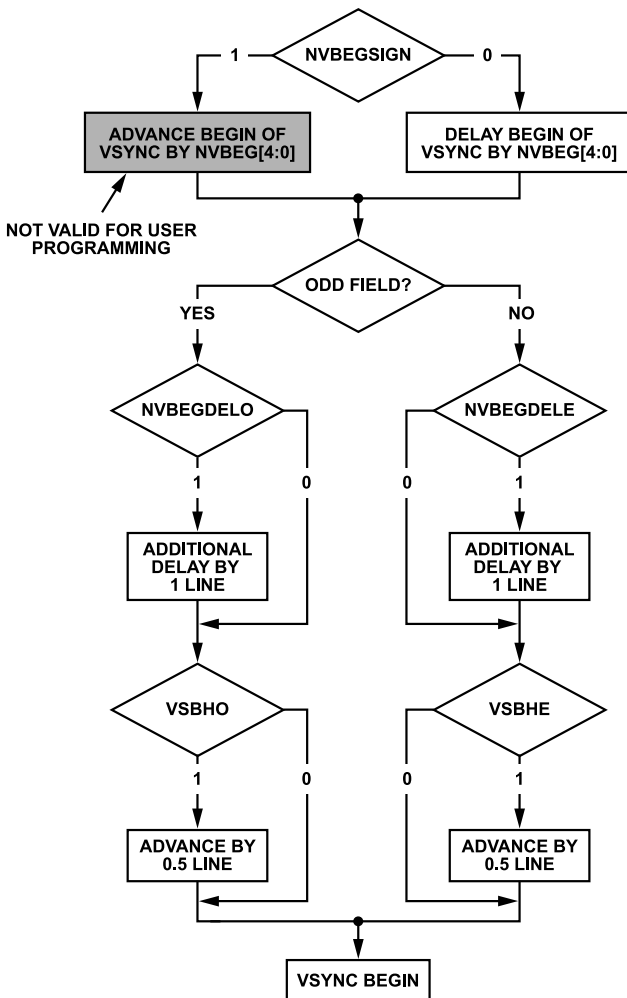 NVBEGSIGN
1
0
ADVANCE BEGIN OF
VSYNC BY NVBEG[4:0]
DELAY BEGIN OF
VSYNC BY NVBEG[4:0]
NOT VALID FOR USER
PROGRAMMING
ODD FIELD?
YES
NO
NVBEGDELO
NVBEGDELE
1
0
0
1
ADDITIONAL
DELAY BY
1 LINE
ADDITIONAL
DELAY BY
1 LINE
VSBHO
VSBHE
1
0
0
1
ADVANCE BY
0.5 LINE
ADVANCE BY
0.5 LINE
VSYNC BEGIN